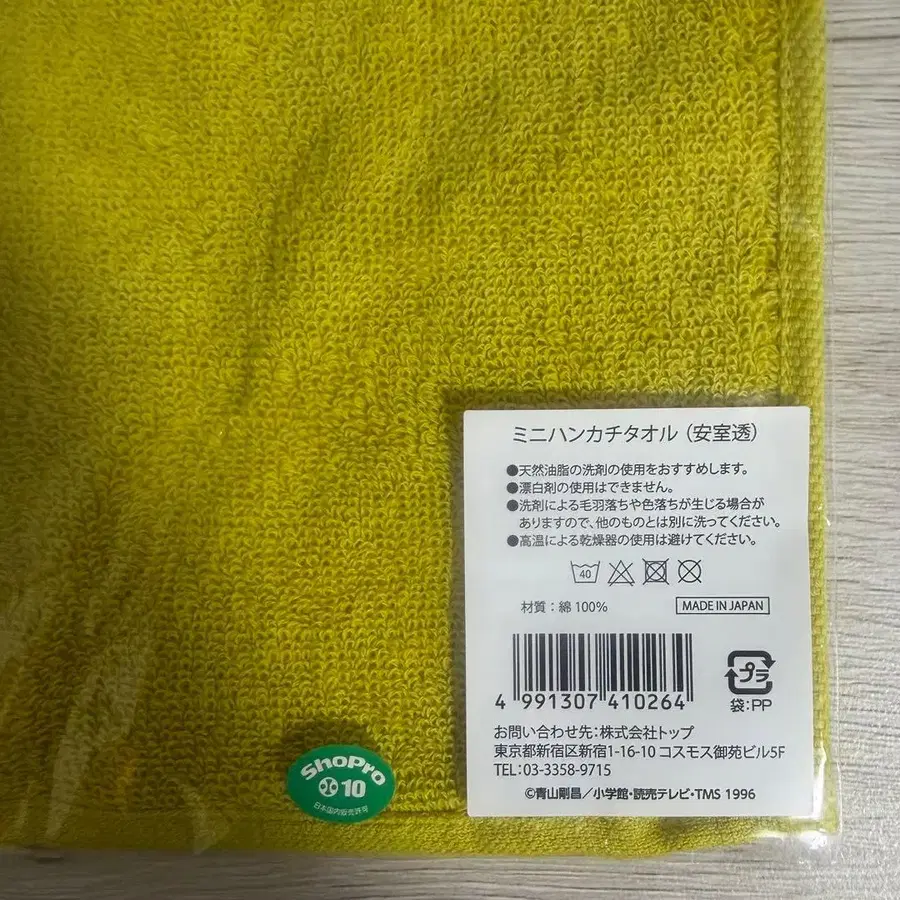 ミニハンカチタオル（安室透）
●天然油脂の洗剤の使用をおすすめします。
●漂白剤の使用はできません。
●洗剤による毛羽落ちや色落ちが生じる場合が
ありますので、他のものとは別に洗ってください。
●高温による乾燥器の使用は避けてください。
40
材質：綿 100%
MADE IN JAPAN
4 991307 410264
プラ
袋：PP
お問い合わせ先：株式会社トップ
東京都新宿区新宿1-16-10 コスモス御苑ビル5F
TEL：03-3358-9715
©青山剛昌／小学館・読売テレビ・TMS 1996
ShoPro
10
日本国内販売許諾